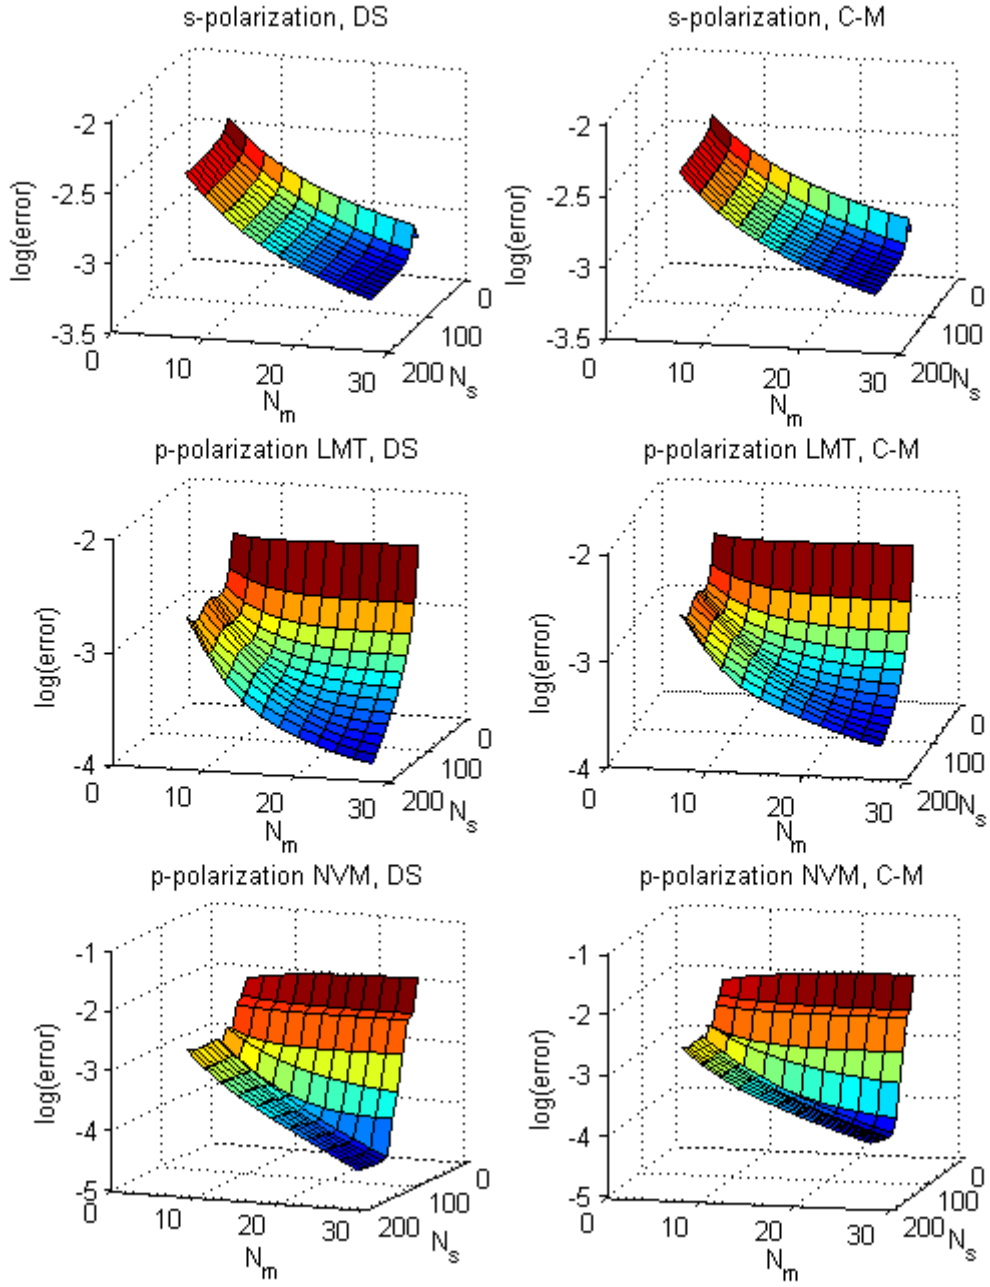 s-polarization, DS
s-polarization, C-M
log(error)
-2
-2.5
-3
-3.5
0
10
20
30
N_m
200
100
0
N_s
log(error)
-2
-2.5
-3
-3.5
0
10
20
30
N_m
200
100
0
N_s
p-polarization LMT, DS
p-polarization LMT, C-M
log(error)
-2
-3
-4
0
10
20
30
N_m
200
100
0
N_s
log(error)
-2
-3
-4
0
10
20
30
N_m
200
100
0
N_s
p-polarization NVM, DS
p-polarization NVM, C-M
log(error)
-1
-2
-3
-4
-5
0
10
20
30
N_m
200
100
0
N_s
log(error)
-1
-2
-3
-4
-5
0
10
20
30
N_m
200
100
0
N_s